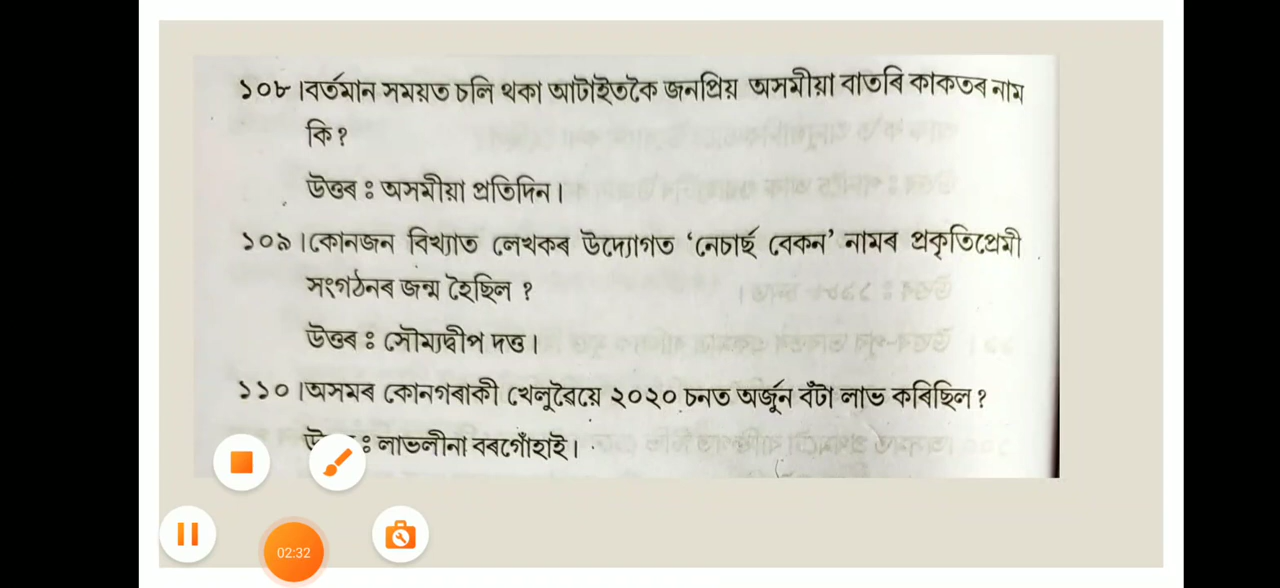 ১০৮।বৰ্তমান সময়ত চলি থকা আটাইতকৈ জনপ্ৰিয় অসমীয়া বাতৰি কাকতৰ নাম
কি?
উত্তৰ ঃ অসমীয়া প্ৰতিদিন।
১০৯।কোনজন বিখ্যাত লেখকৰ উদ্যোগত ‘নেচাৰ্ছ বেকন’ নামৰ প্ৰকৃতিপ্ৰেমী
সংগঠনৰ জন্ম হৈছিল ?
উত্তৰ ঃ সৌম্যদ্বীপ দত্ত।
১১০।অসমৰ কোনগৰাকী খেলুৱৈয়ে ২০২০ চনত অৰ্জুন বঁটা লাভ কৰিছিল?
ঃ লাভলীনা বৰগোঁহাই।
02:32